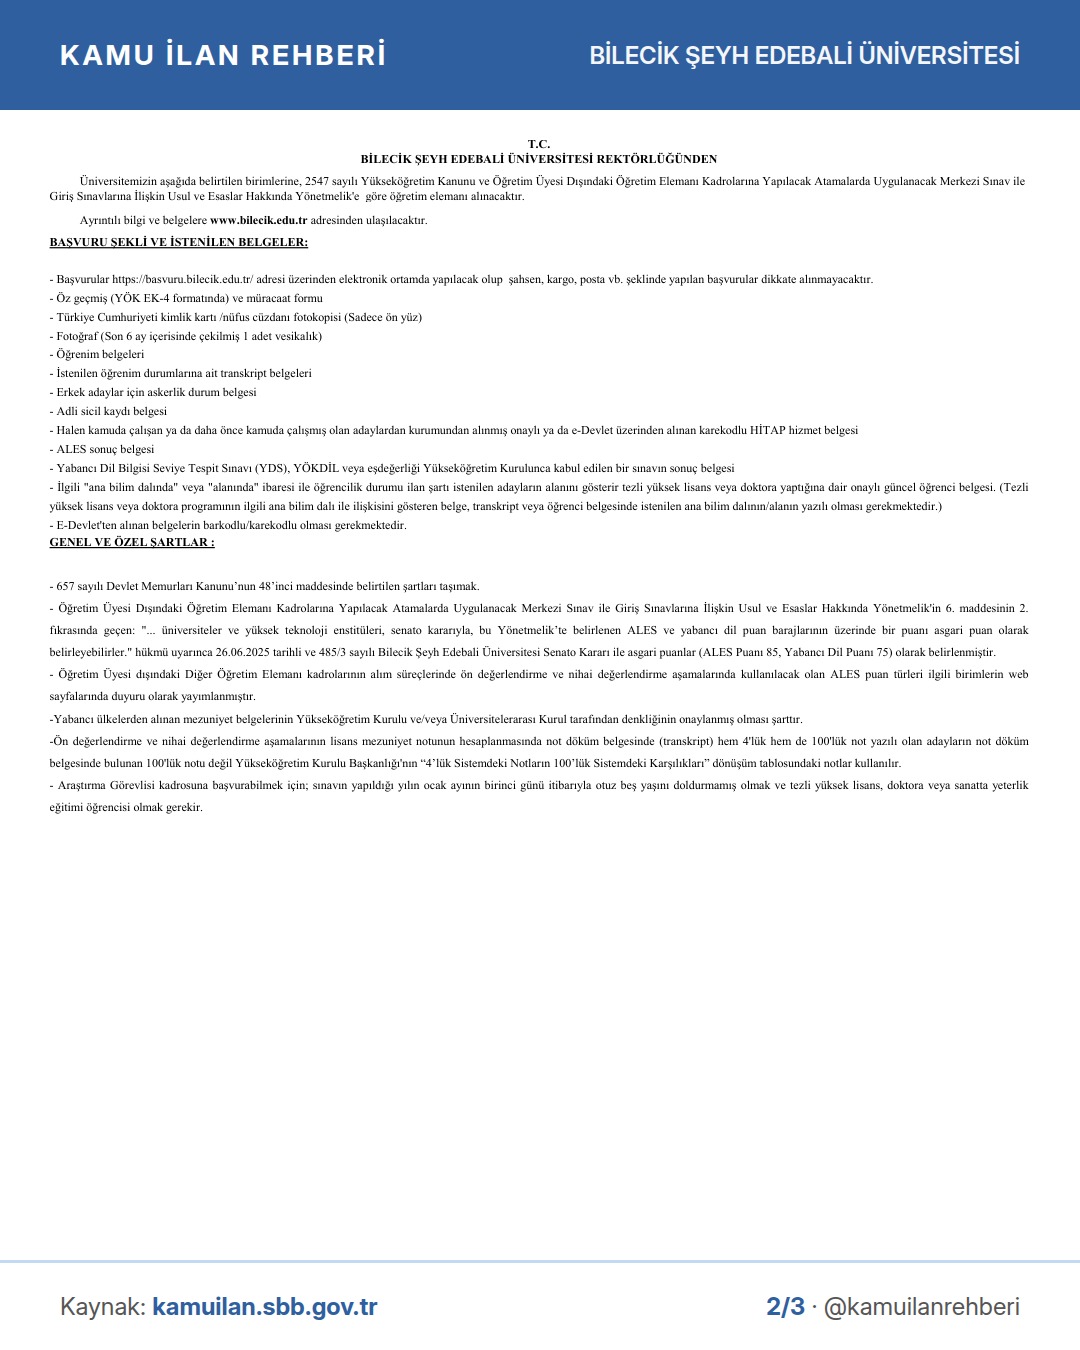 KAMU İLAN REHBERİ
BİLECİK ŞEYH EDEBALİ ÜNİVERSİTESİ
T.C.
BİLECİK ŞEYH EDEBALİ ÜNİVERSİTESİ REKTÖRLÜĞÜNDEN
Üniversitemizin aşağıda belirtilen birimlerine, 2547 sayılı Yükseköğretim Kanunu ve Öğretim Üyesi Dışındaki Öğretim Elemanı Kadrolarına Yapılacak Atamalarda Uygulanacak Merkezi Sınav ile
Giriş Sınavlarına İlişkin Usul ve Esaslar Hakkında Yönetmelik'e  göre öğretim elemanı alınacaktır.
Ayrıntılı bilgi ve belgelere www.bilecik.edu.tr adresinden ulaşılacaktır.
BAŞVURU ŞEKLİ VE İSTENİLEN BELGELER:
- Başvurular https://basvuru.bilecik.edu.tr/ adresi üzerinden elektronik ortamda yapılacak olup  şahsen, kargo, posta vb. şeklinde yapılan başvurular dikkate alınmayacaktır.
- Öz geçmiş (YÖK EK-4 formatında) ve müracaat formu
- Türkiye Cumhuriyeti kimlik kartı /nüfus cüzdanı fotokopisi (Sadece ön yüz)
- Fotoğraf (Son 6 ay içerisinde çekilmiş 1 adet vesikalık)
- Öğrenim belgeleri
- İstenilen öğrenim durumlarına ait transkript belgeleri
- Erkek adaylar için askerlik durum belgesi
- Adli sicil kaydı belgesi
- Halen kamuda çalışan ya da daha önce kamuda çalışmış olan adaylardan kurumundan alınmış onaylı ya da e-Devlet üzerinden alınan karekodlu HİTAP hizmet belgesi
- ALES sonuç belgesi
- Yabancı Dil Bilgisi Seviye Tespit Sınavı (YDS), YÖKDİL veya eşdeğerliği Yükseköğretim Kurulunca kabul edilen bir sınavın sonuç belgesi
- İlgili "ana bilim dalında" veya "alanında" ibaresi ile öğrencilik durumu ilan şartı istenilen adayların alanını gösterir tezli yüksek lisans veya doktora yaptığına dair onaylı güncel öğrenci belgesi. (Tezli
yüksek lisans veya doktora programının ilgili ana bilim dalı ile ilişkisini gösteren belge, transkript veya öğrenci belgesinde istenilen ana bilim dalının/alanın yazılı olması gerekmektedir.)
- E-Devlet'ten alınan belgelerin barkodlu/karekodlu olması gerekmektedir.
GENEL VE ÖZEL ŞARTLAR :
- 657 sayılı Devlet Memurları Kanunu’nun 48’inci maddesinde belirtilen şartları taşımak.
- Öğretim Üyesi Dışındaki Öğretim Elemanı Kadrolarına Yapılacak Atamalarda Uygulanacak Merkezi Sınav ile Giriş Sınavlarına İlişkin Usul ve Esaslar Hakkında Yönetmelik'in 6. maddesinin 2.
fıkrasında geçen: "... üniversiteler ve yüksek teknoloji enstitüleri, senato kararıyla, bu Yönetmelik’te belirlenen ALES ve yabancı dil puan barajlarının üzerinde bir puanı asgari puan olarak
belirleyebilirler." hükmü uyarınca 26.06.2025 tarihli ve 485/3 sayılı Bilecik Şeyh Edebali Üniversitesi Senato Kararı ile asgari puanlar (ALES Puanı 85, Yabancı Dil Puanı 75) olarak belirlenmiştir.
- Öğretim Üyesi dışındaki Diğer Öğretim Elemanı kadrolarının alım süreçlerinde ön değerlendirme ve nihai değerlendirme aşamalarında kullanılacak olan ALES puan türleri ilgili birimlerin web
sayfalarında duyuru olarak yayımlanmıştır.
-Yabancı ülkelerden alınan mezuniyet belgelerinin Yükseköğretim Kurulu ve/veya Üniversitelerarası Kurul tarafından denkliğinin onaylanmış olması şarttır.
-Ön değerlendirme ve nihai değerlendirme aşamalarının lisans mezuniyet notunun hesaplanmasında not döküm belgesinde (transkript) hem 4'lük hem de 100'lük not yazılı olan adayların not döküm
belgesinde bulunan 100'lük notu değil Yükseköğretim Kurulu Başkanlığı'nın “4’lük Sistemdeki Notların 100’lük Sistemdeki Karşılıkları” dönüşüm tablosundaki notlar kullanılır.
- Araştırma Görevlisi kadrosuna başvurabilmek için; sınavın yapıldığı yılın ocak ayının birinci günü itibarıyla otuz beş yaşını doldurmamış olmak ve tezli yüksek lisans, doktora veya sanatta yeterlik
eğitimi öğrencisi olmak gerekir.
Kaynak: kamuilan.sbb.gov.tr
2/3 · @kamuilanrehberi